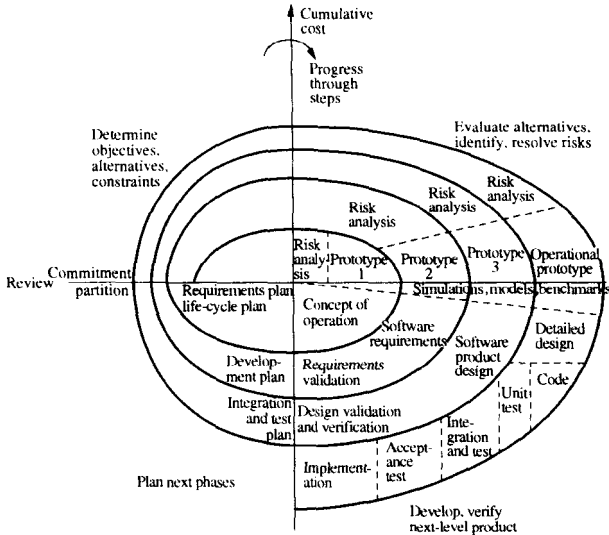 Cumulative
cost
Progress
through
steps
Determine
objectives,
alternatives,
constraints
Evaluate alternatives,
identify, resolve risks
Risk
analysis
Risk
analysis
Risk
analysis
Risk
analy-
sis
Prototype
1
Prototype
2
Prototype
3
Operational
prototype
Review
Commitment
partition
Requirements plan
life-cycle plan
Simulations, models, benchmarks
Concept of
operation
Software
requirements
Software
product
design
Detailed
design
Develop-
ment plan
Requirements
validation
Integration
and test
plan
Design validation
and verification
Code
Unit
test
Inte-
gration
and test
Accept-
ance
test
Implement-
ation
Plan next phases
Develop, verify
next-level product